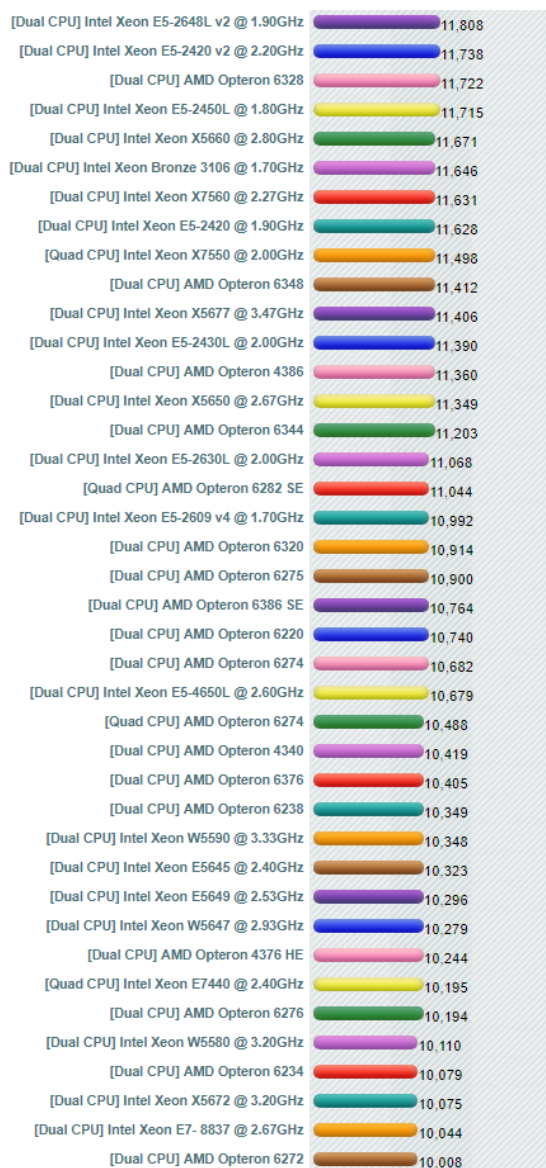 [Dual CPU] Intel Xeon E5-2648L v2 @ 1.90GHz 11,808
[Dual CPU] Intel Xeon E5-2420 v2 @ 2.20GHz 11,738
[Dual CPU] AMD Opteron 6328 11,722
[Dual CPU] Intel Xeon E5-2450L @ 1.80GHz 11,715
[Dual CPU] Intel Xeon X5660 @ 2.80GHz 11,671
[Dual CPU] Intel Xeon Bronze 3106 @ 1.70GHz 11,646
[Dual CPU] Intel Xeon X7560 @ 2.27GHz 11,631
[Dual CPU] Intel Xeon E5-2420 @ 1.90GHz 11,628
[Quad CPU] Intel Xeon X7550 @ 2.00GHz 11,498
[Dual CPU] AMD Opteron 6348 11,412
[Dual CPU] Intel Xeon X5677 @ 3.47GHz 11,406
[Dual CPU] Intel Xeon E5-2430L @ 2.00GHz 11,390
[Dual CPU] AMD Opteron 4386 11,360
[Dual CPU] Intel Xeon X5650 @ 2.67GHz 11,349
[Dual CPU] AMD Opteron 6344 11,203
[Dual CPU] Intel Xeon E5-2630L @ 2.00GHz 11,068
[Quad CPU] AMD Opteron 6282 SE 11,044
[Dual CPU] Intel Xeon E5-2609 v4 @ 1.70GHz 10,992
[Dual CPU] AMD Opteron 6320 10,914
[Dual CPU] AMD Opteron 6275 10,900
[Dual CPU] AMD Opteron 6386 SE 10,764
[Dual CPU] AMD Opteron 6220 10,740
[Dual CPU] AMD Opteron 6274 10,682
[Dual CPU] Intel Xeon E5-4650L @ 2.60GHz 10,679
[Quad CPU] AMD Opteron 6274 10,488
[Dual CPU] AMD Opteron 4340 10,419
[Dual CPU] AMD Opteron 6376 10,405
[Dual CPU] AMD Opteron 6238 10,349
[Dual CPU] Intel Xeon W5590 @ 3.33GHz 10,348
[Dual CPU] Intel Xeon E5645 @ 2.40GHz 10,323
[Dual CPU] Intel Xeon E5649 @ 2.53GHz 10,296
[Dual CPU] Intel Xeon W5647 @ 2.93GHz 10,279
[Dual CPU] AMD Opteron 4376 HE 10,244
[Quad CPU] Intel Xeon E7440 @ 2.40GHz 10,195
[Dual CPU] AMD Opteron 6276 10,194
[Dual CPU] Intel Xeon W5580 @ 3.20GHz 10,110
[Dual CPU] AMD Opteron 6234 10,079
[Dual CPU] Intel Xeon X5672 @ 3.20GHz 10,075
[Dual CPU] Intel Xeon E7- 8837 @ 2.67GHz 10,044
[Dual CPU] AMD Opteron 6272 10,008